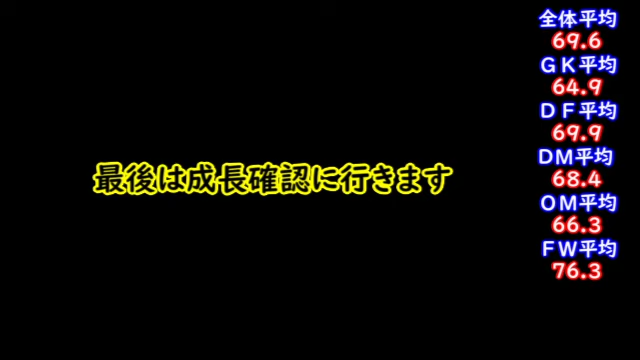 最後は成長確認に行きます
全体平均
69.6
GK平均
64.9
DF平均
69.9
DM平均
68.4
OM平均
66.3
FW平均
76.3